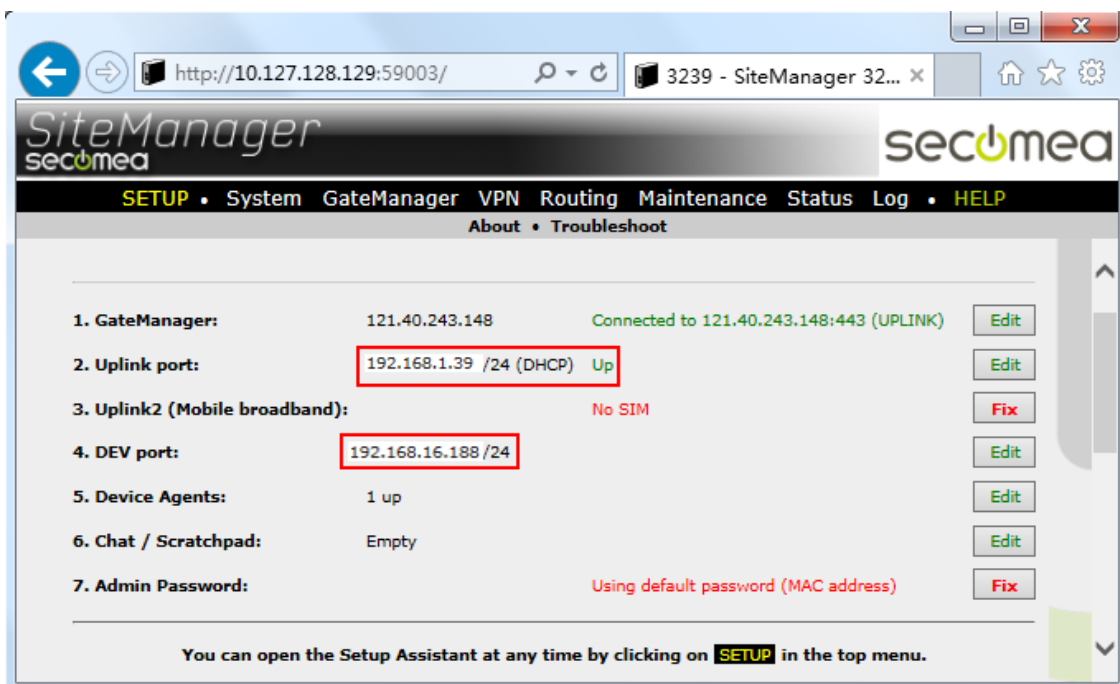 http://10.127.128.129:59003/
3239 - SiteManager 32...
SiteManager
secomea
secomea
SETUP • System GateManager VPN Routing Maintenance Status Log • HELP
About • Troubleshoot
1. GateManager: 121.40.243.148 Connected to 121.40.243.148:443 (UPLINK) Edit
2. Uplink port: 192.168.1.39 /24 (DHCP) Up Edit
3. Uplink2 (Mobile broadband): No SIM Fix
4. DEV port: 192.168.16.188 /24 Edit
5. Device Agents: 1 up Edit
6. Chat / Scratchpad: Empty Edit
7. Admin Password: Using default password (MAC address) Fix
You can open the Setup Assistant at any time by clicking on SETUP in the top menu.